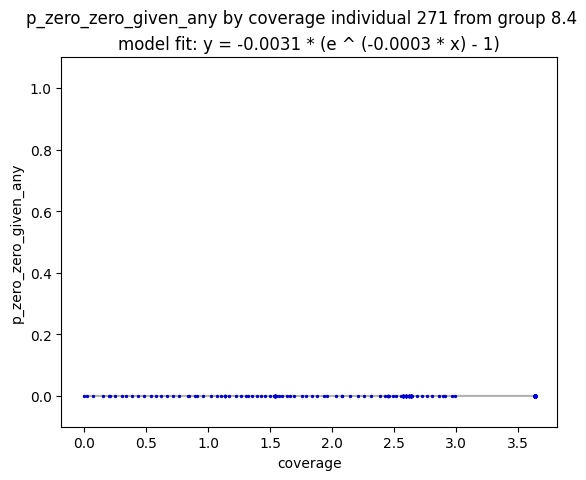 p_zero_zero_given_any by coverage individual 271 from group 8.4
model fit: y = -0.0031 * (e ^ (-0.0003 * x) - 1)
1.0
0.8
0.6
0.4
0.2
0.0
p_zero_zero_given_any
0.0 0.5 1.0 1.5 2.0 2.5 3.0 3.5
coverage